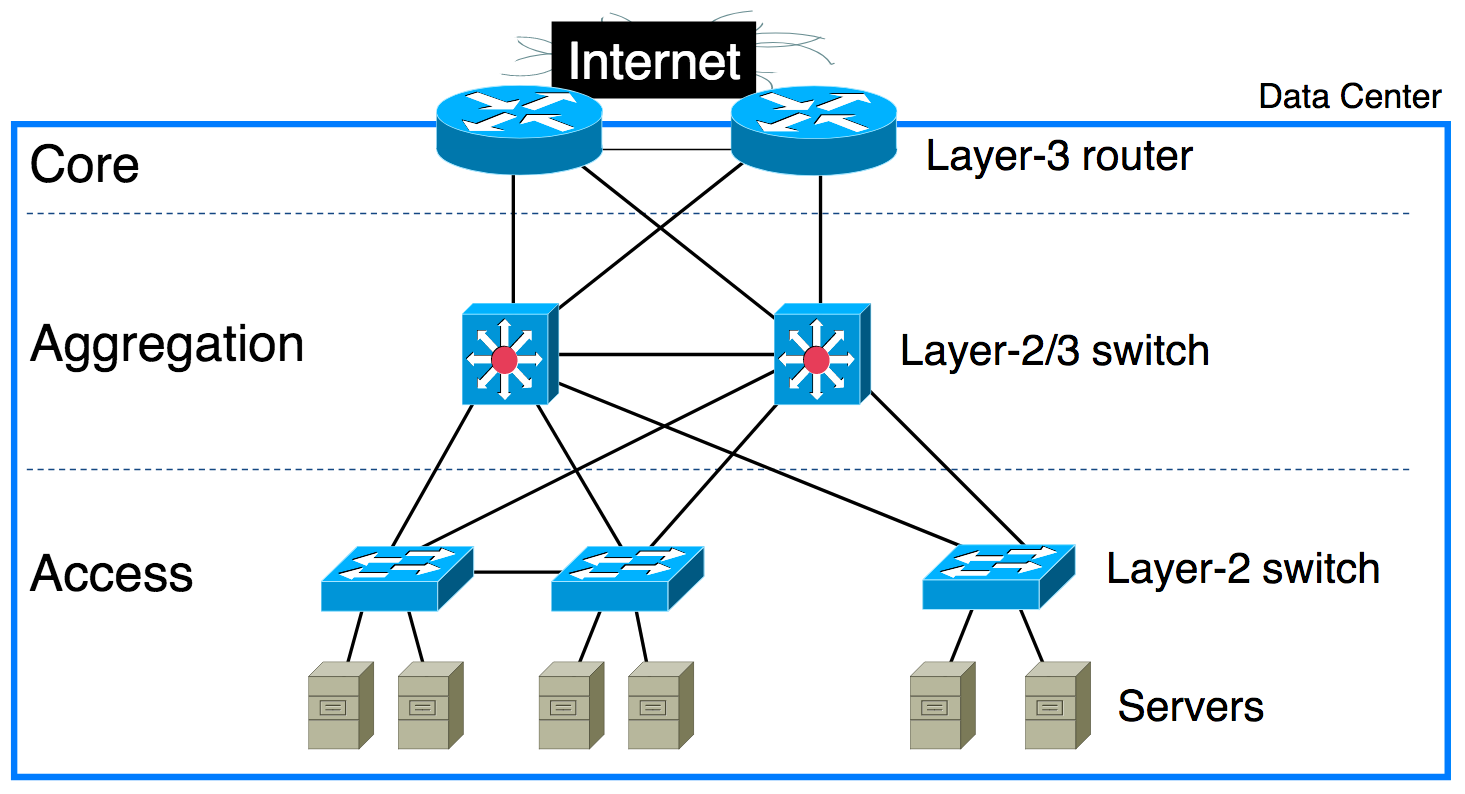 Internet
Data Center
Core
Layer-3 router
Aggregation
Layer-2/3 switch
Access
Layer-2 switch
Servers